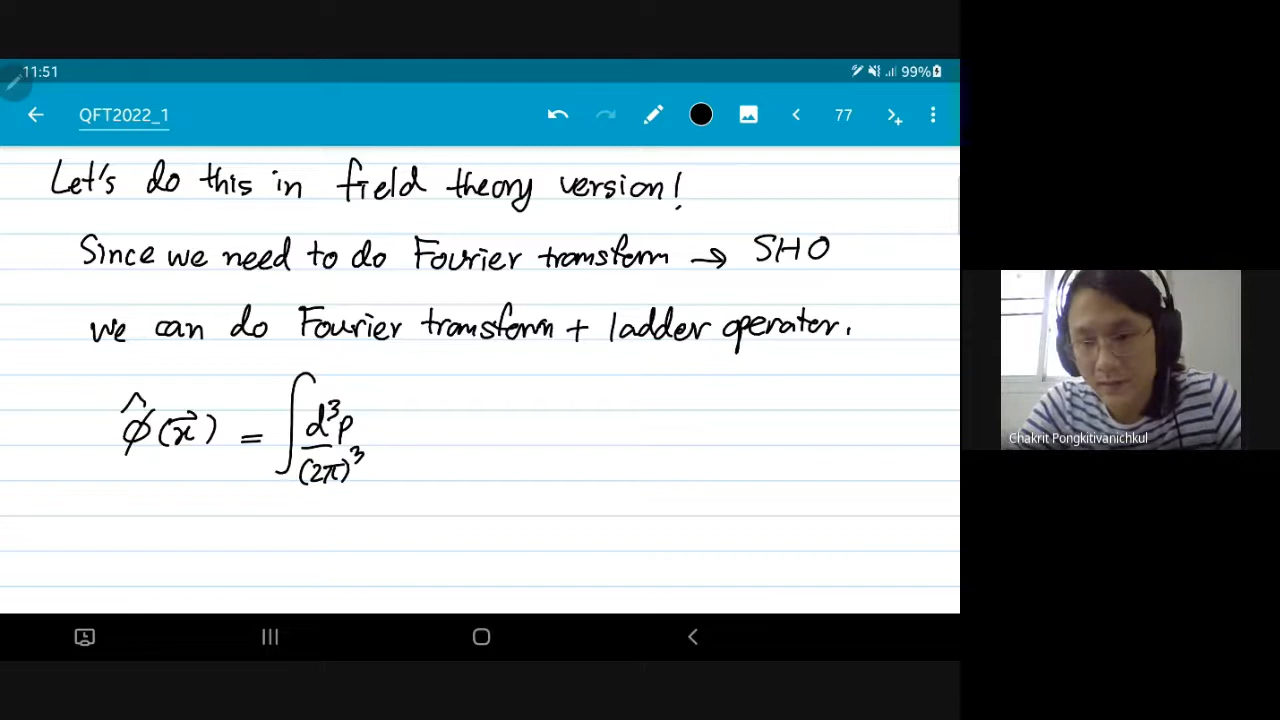 11:51
99%
QFT2022_1
77
Let's do this in field theory version!
Since we need to do Fourier transform → SHO
we can do Fourier transform + ladder operator.
φ̂(x⃗) = ∫ d³p / (2π)³
Chakrit Pongkitivanichkul